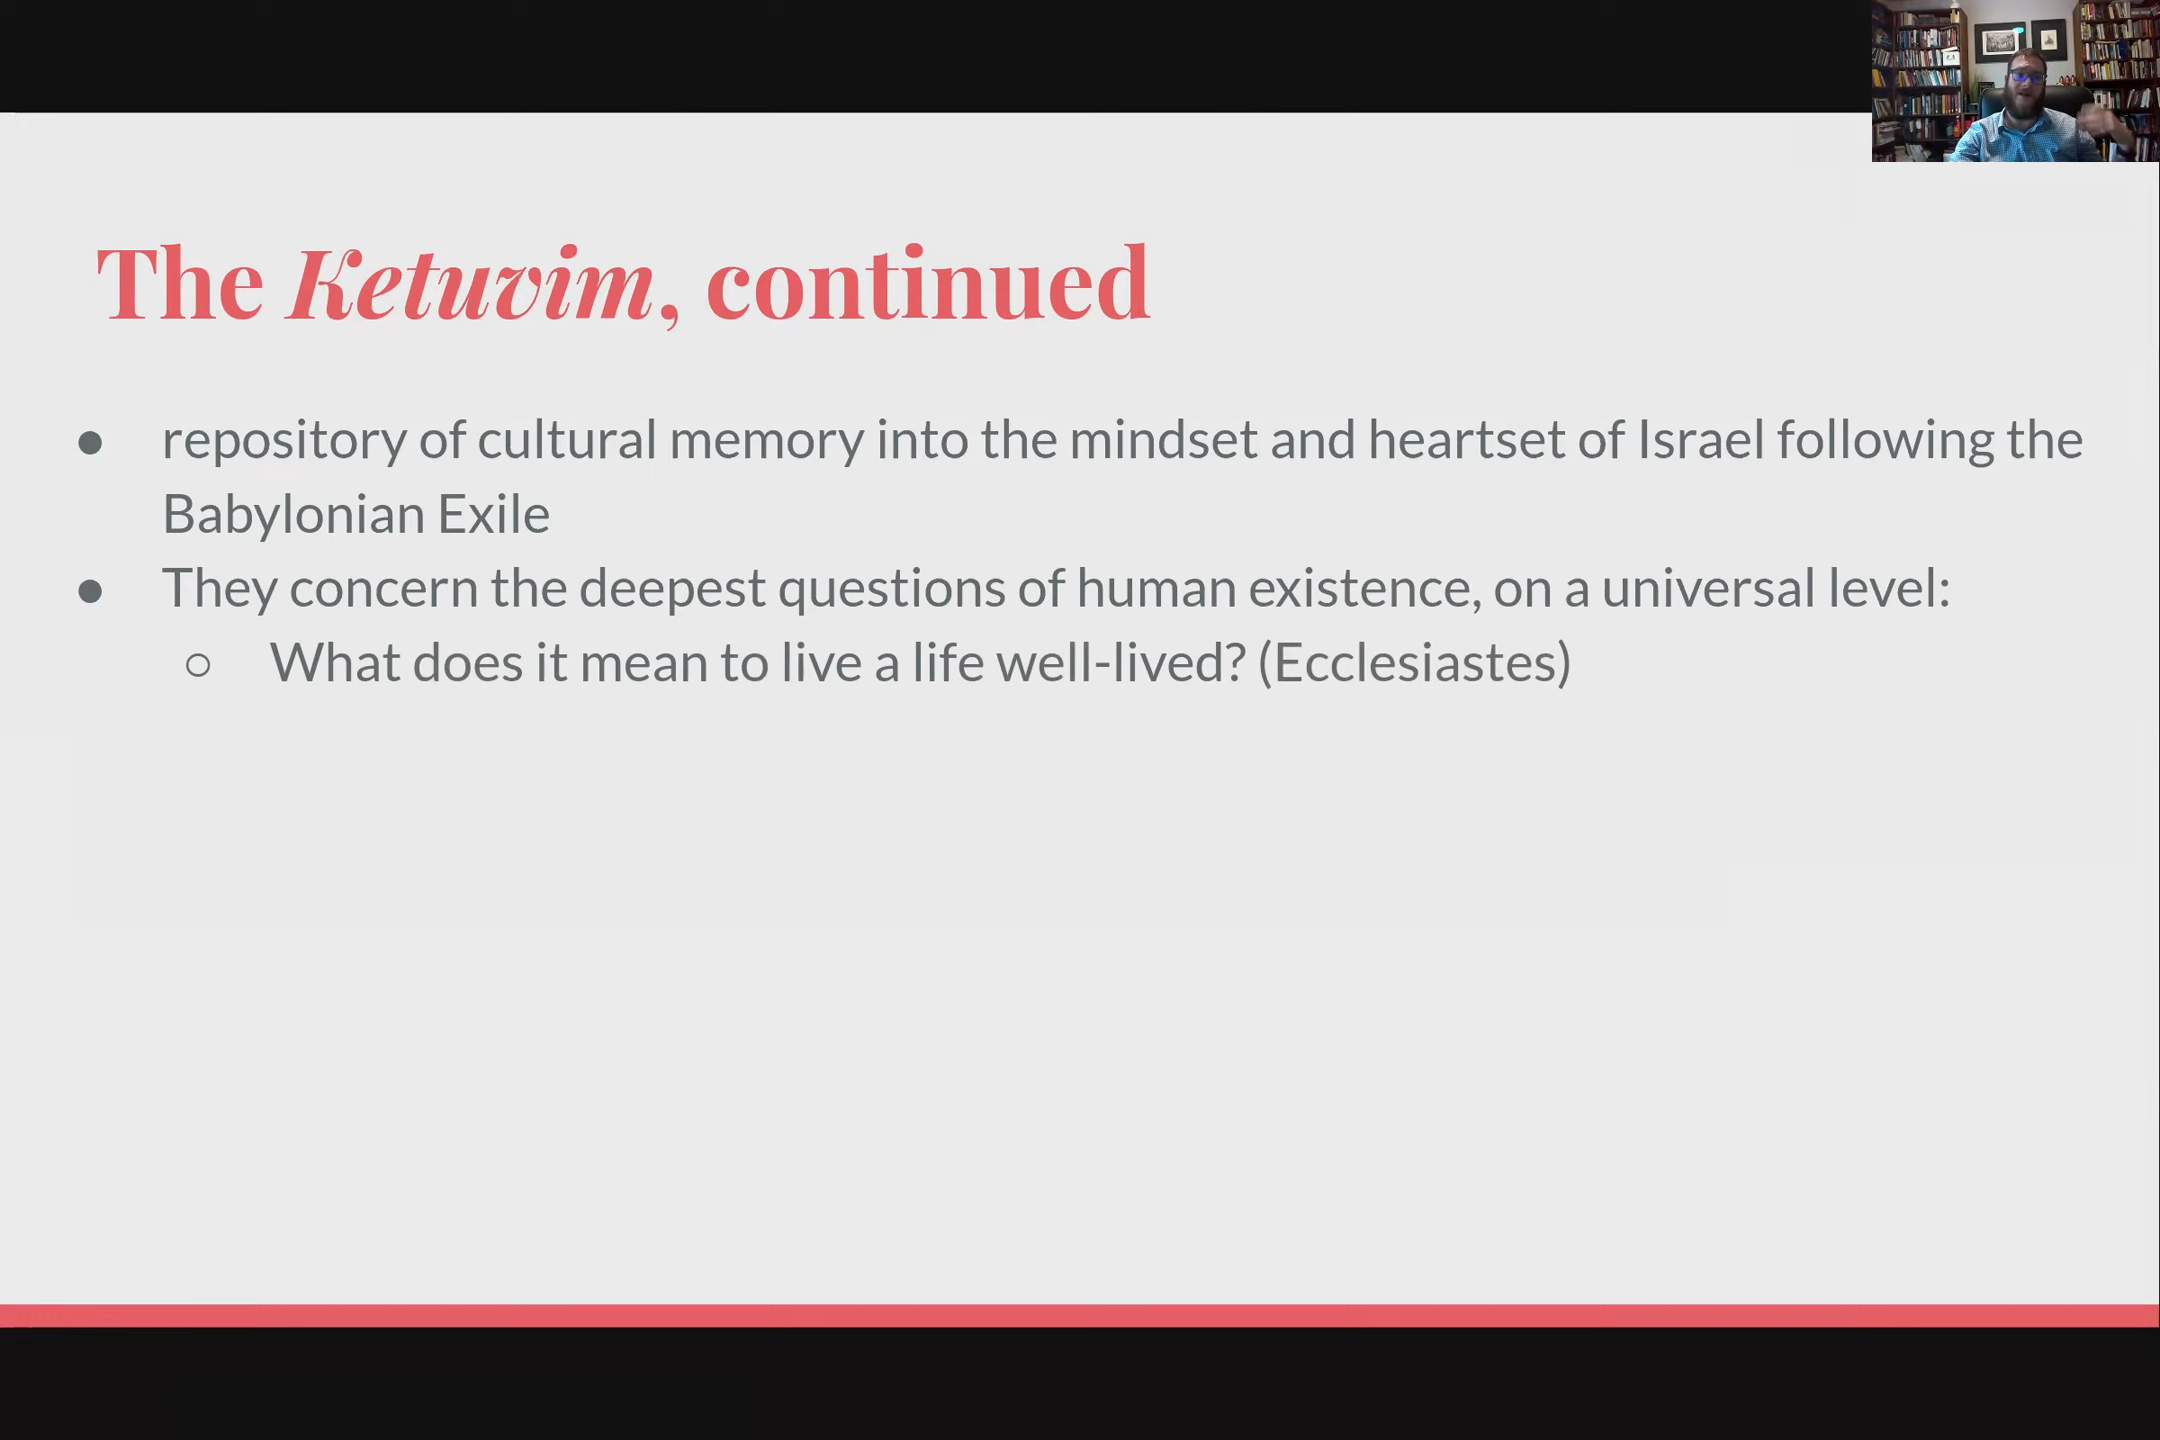 The Ketuvim, continued
● repository of cultural memory into the mindset and heartset of Israel following the
Babylonian Exile
● They concern the deepest questions of human existence, on a universal level:
○ What does it mean to live a life well-lived? (Ecclesiastes)